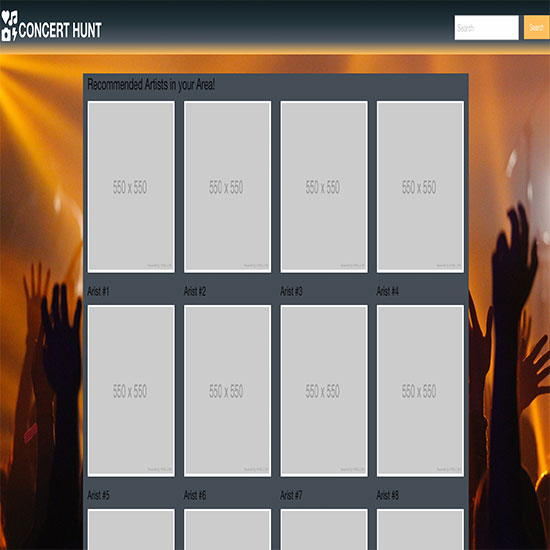 CONCERT HUNT
Search
Search
Recommended Artists in your Area!
550 x 550
550 x 550
550 x 550
550 x 550
Arist #1
Arist #2
Arist #3
Arist #4
550 x 550
550 x 550
550 x 550
550 x 550
Arist #5
Arist #6
Arist #7
Arist #8